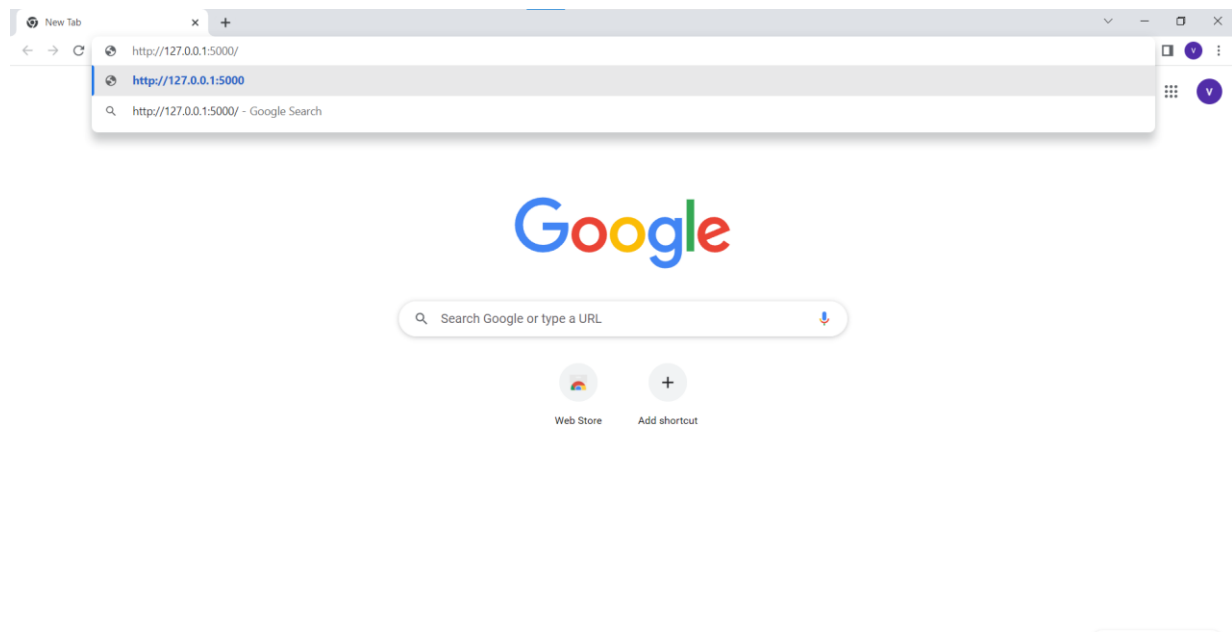 New Tab
http://127.0.0.1:5000/
http://127.0.0.1:5000
http://127.0.0.1:5000/ - Google Search
V
V
Google
Search Google or type a URL
Web Store
Add shortcut